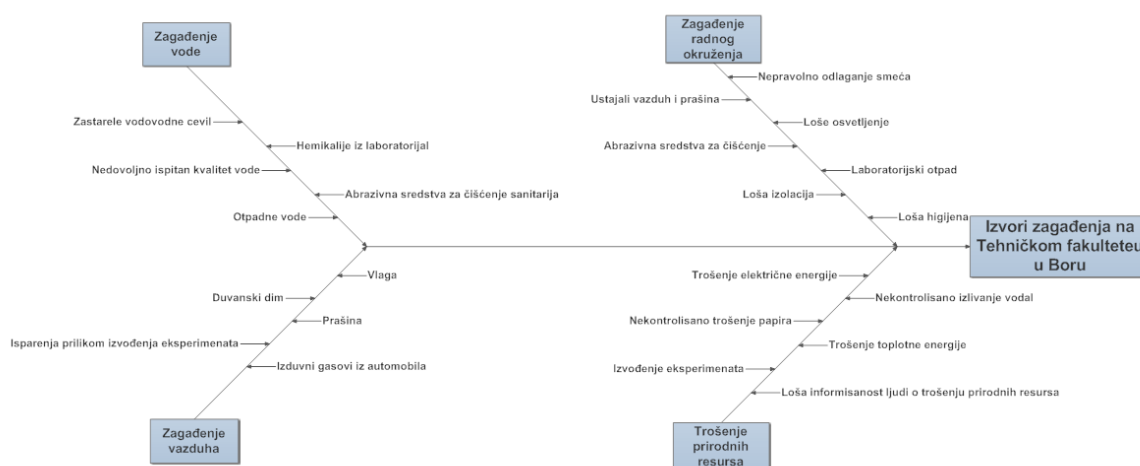 Zagađenje
vode
Zastarele vodovodne cevil
Hemikalije iz laboratorijal
Nedovoljno ispitan kvalitet vode
Abrazivna sredstva za čišćenje sanitarija
Otpadne vode
Zagađenje
radnog
okruženja
Nepravolno odlaganje smeća
Ustajali vazduh i prašina
Loše osvetljenje
Abrazivna sredstva za čišćenje
Laboratorijski otpad
Loša izolacija
Loša higijena
Izvori zagađenja na
Tehničkom fakulteteu
u Boru
Vlaga
Duvanski dim
Prašina
Isparenja prilikom izvođenja eksperimenata
Izduvni gasovi iz automobila
Zagađenje
vazduha
Trošenje električne energije
Nekontrolisano izlivanje vodal
Nekontrolisano trošenje papira
Trošenje toplotne energije
Izvođenje eksperimenata
Loša informisanost ljudi o trošenju prirodnih resursa
Trošenje
prirodnih
resursa